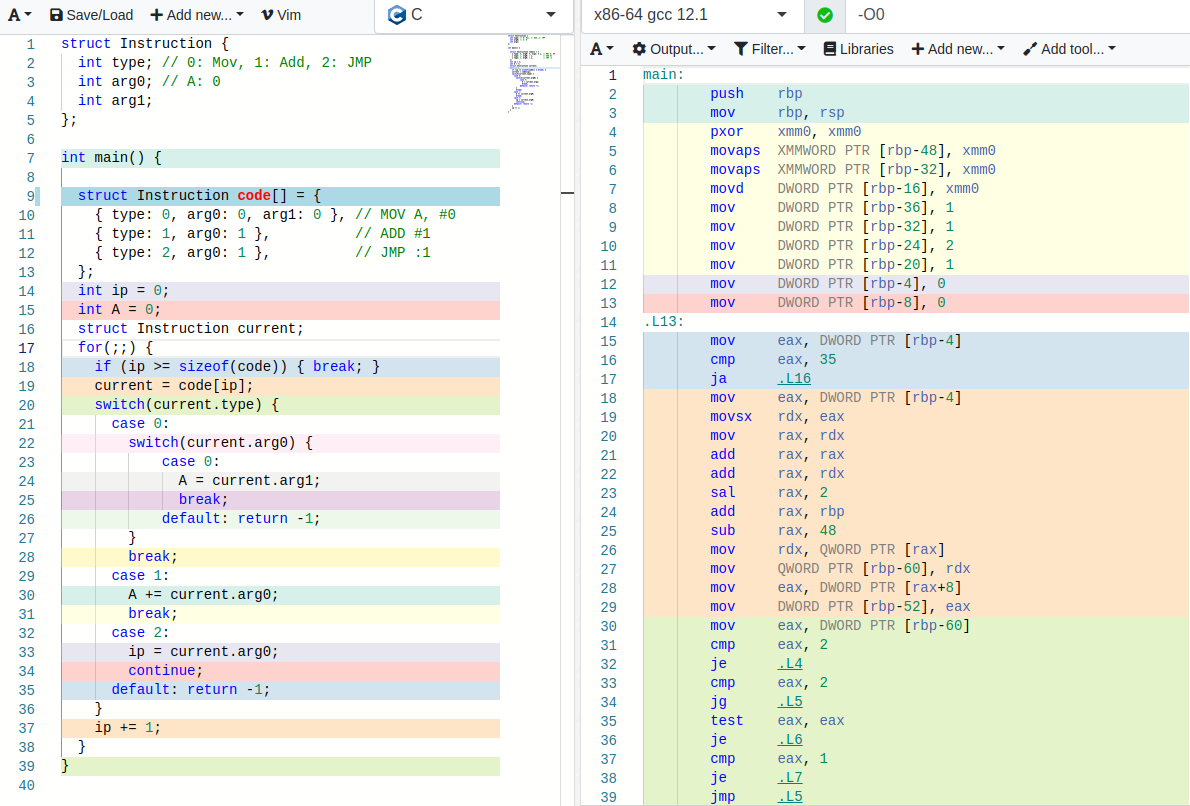 A Save/Load Add new... Vim
C
1 struct Instruction {
2   int type; // 0: Mov, 1: Add, 2: JMP
3   int arg0; // A: 0
4   int arg1;
5 };
6
7 int main() {
8
9   struct Instruction code[] = {
10     { type: 0, arg0: 0, arg1: 0 }, // MOV A, #0
11     { type: 1, arg0: 1 },          // ADD #1
12     { type: 2, arg0: 1 },          // JMP :1
13   };
14   int ip = 0;
15   int A = 0;
16   struct Instruction current;
17   for(;;) {
18     if (ip >= sizeof(code)) { break; }
19     current = code[ip];
20     switch(current.type) {
21       case 0:
22         switch(current.arg0) {
23             case 0:
24               A = current.arg1;
25               break;
26             default: return -1;
27         }
28         break;
29       case 1:
30         A += current.arg0;
31         break;
32       case 2:
33         ip = current.arg0;
34         continue;
35       default: return -1;
36     }
37     ip += 1;
38   }
39 }
40
x86-64 gcc 12.1
-O0
A Output... Filter... Libraries Add new... Add tool...
1 main:
2         push    rbp
3         mov     rbp, rsp
4         pxor    xmm0, xmm0
5         movaps  XMMWORD PTR [rbp-48], xmm0
6         movaps  XMMWORD PTR [rbp-32], xmm0
7         movd    DWORD PTR [rbp-16], xmm0
8         mov     DWORD PTR [rbp-36], 1
9         mov     DWORD PTR [rbp-32], 1
10         mov     DWORD PTR [rbp-24], 2
11         mov     DWORD PTR [rbp-20], 1
12         mov     DWORD PTR [rbp-4], 0
13         mov     DWORD PTR [rbp-8], 0
14 .L13:
15         mov     eax, DWORD PTR [rbp-4]
16         cmp     eax, 35
17         ja      .L16
18         mov     eax, DWORD PTR [rbp-4]
19         movsx   rdx, eax
20         mov     rax, rdx
21         add     rax, rax
22         add     rax, rdx
23         sal     rax, 2
24         add     rax, rbp
25         sub     rax, 48
26         mov     rdx, QWORD PTR [rax]
27         mov     QWORD PTR [rbp-60], rdx
28         mov     eax, DWORD PTR [rax+8]
29         mov     DWORD PTR [rbp-52], eax
30         mov     eax, DWORD PTR [rbp-60]
31         cmp     eax, 2
32         je      .L4
33         cmp     eax, 2
34         jg      .L5
35         test    eax, eax
36         je      .L6
37         cmp     eax, 1
38         je      .L7
39         jmp     .L5